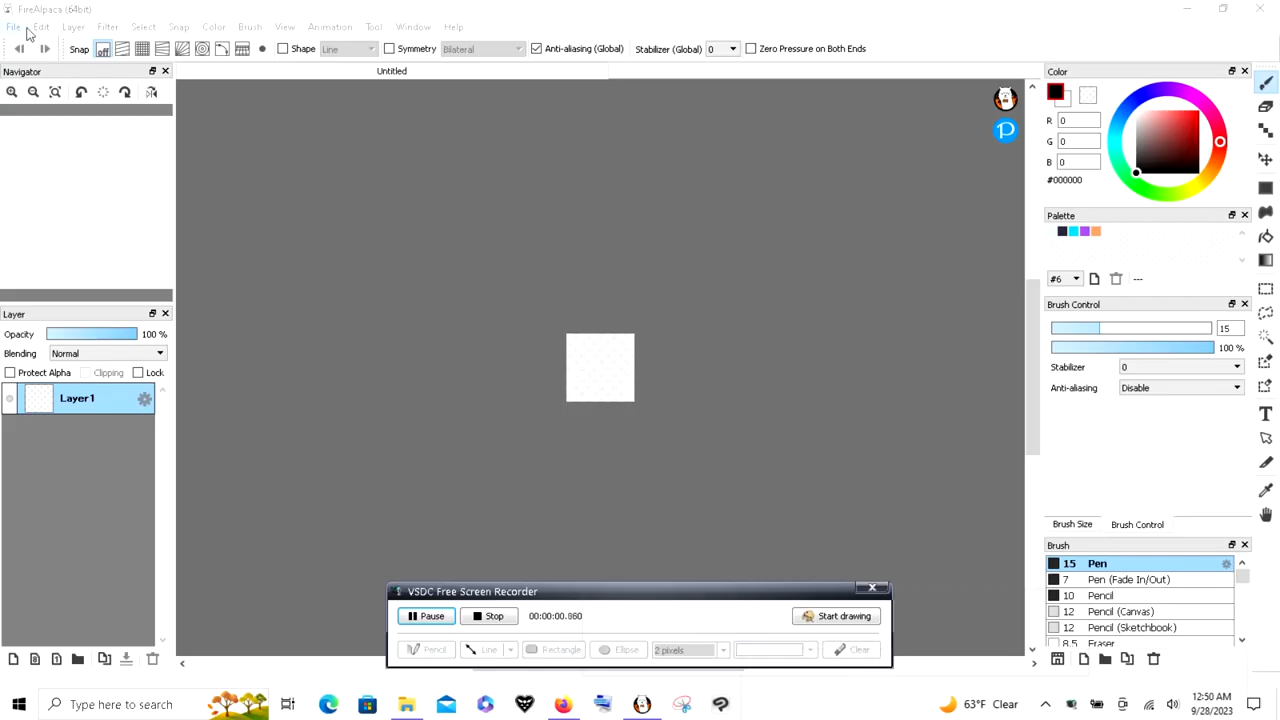 FireAlpaca (64bit)
File Edit Layer Filter Select Snap Color Brush View Animation Tool Window Help
Snap off Shape Line Symmetry Bilateral Anti-aliasing (Global) Stabilizer (Global) 0 Zero Pressure on Both Ends
Navigator
Untitled
Color
R 0
G 0
B 0
#000000
Palette
#6 ---
Layer
Opacity 100 %
Blending Normal
Protect Alpha Clipping Lock
Layer1
Brush Control
15
100 %
Stabilizer 0
Anti-aliasing Disable
Brush Size Brush Control
Brush
15 Pen
7 Pen (Fade In/Out)
10 Pencil
12 Pencil (Canvas)
12 Pencil (Sketchbook)
8.5 Eraser
VSDC Free Screen Recorder
Pause Stop 00:00:00.860 Start drawing
Pencil Line Rectangle Ellipse 2 pixels Clear
Type here to search
63°F Clear
12:50 AM
9/28/2023